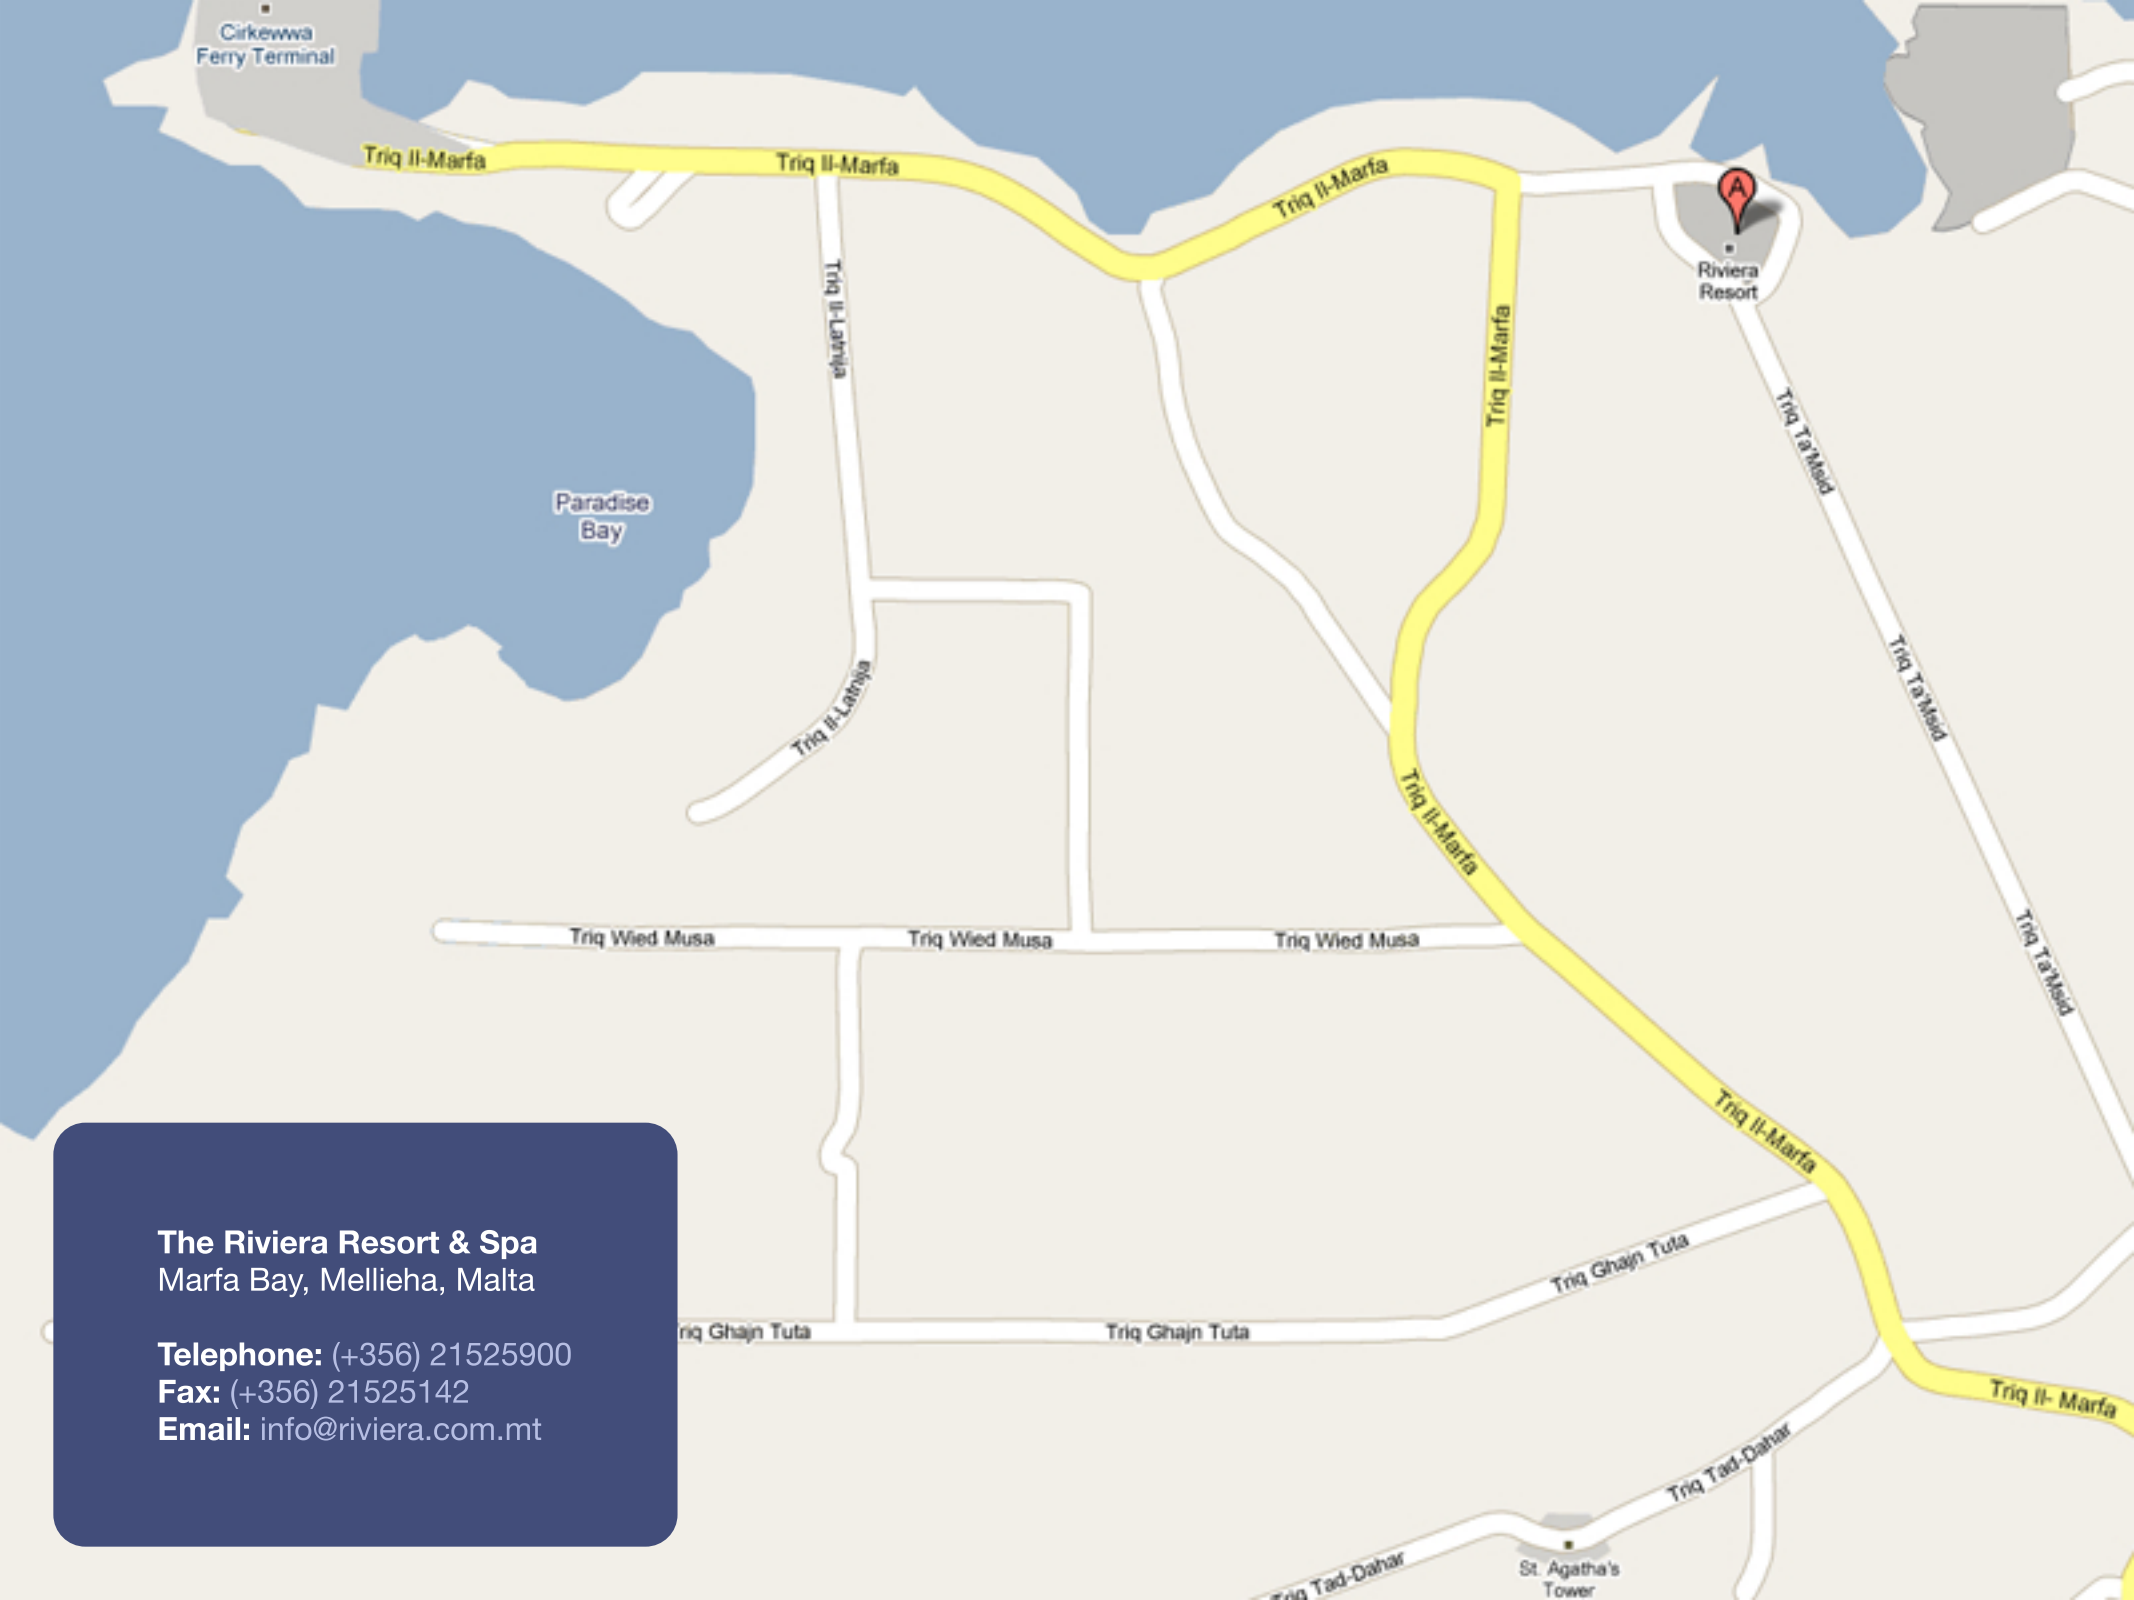 Cirkewwa
Ferry Terminal
Triq Il-Marfa
Triq Il-Marfa
Triq Il-Marfa
A
Riviera
Resort
Triq Il-Latnija
Triq Il-Marfa
Triq Ta'Msid
Paradise
Bay
Triq Il-Latnija
Triq Ta'Msid
Triq Il-Marfa
Triq Wied Musa
Triq Wied Musa
Triq Wied Musa
Triq Ta'Msid
Triq Il-Marfa
Triq Ghajn Tuta
riq Ghajn Tuta
Triq Ghajn Tuta
Triq Il- Marfa
Triq Tad-Dahar
Triq Tad-Dahar
St. Agatha's
Tower
The Riviera Resort & Spa
Marfa Bay, Mellieha, Malta
Telephone: (+356) 21525900
Fax: (+356) 21525142
Email: info@riviera.com.mt